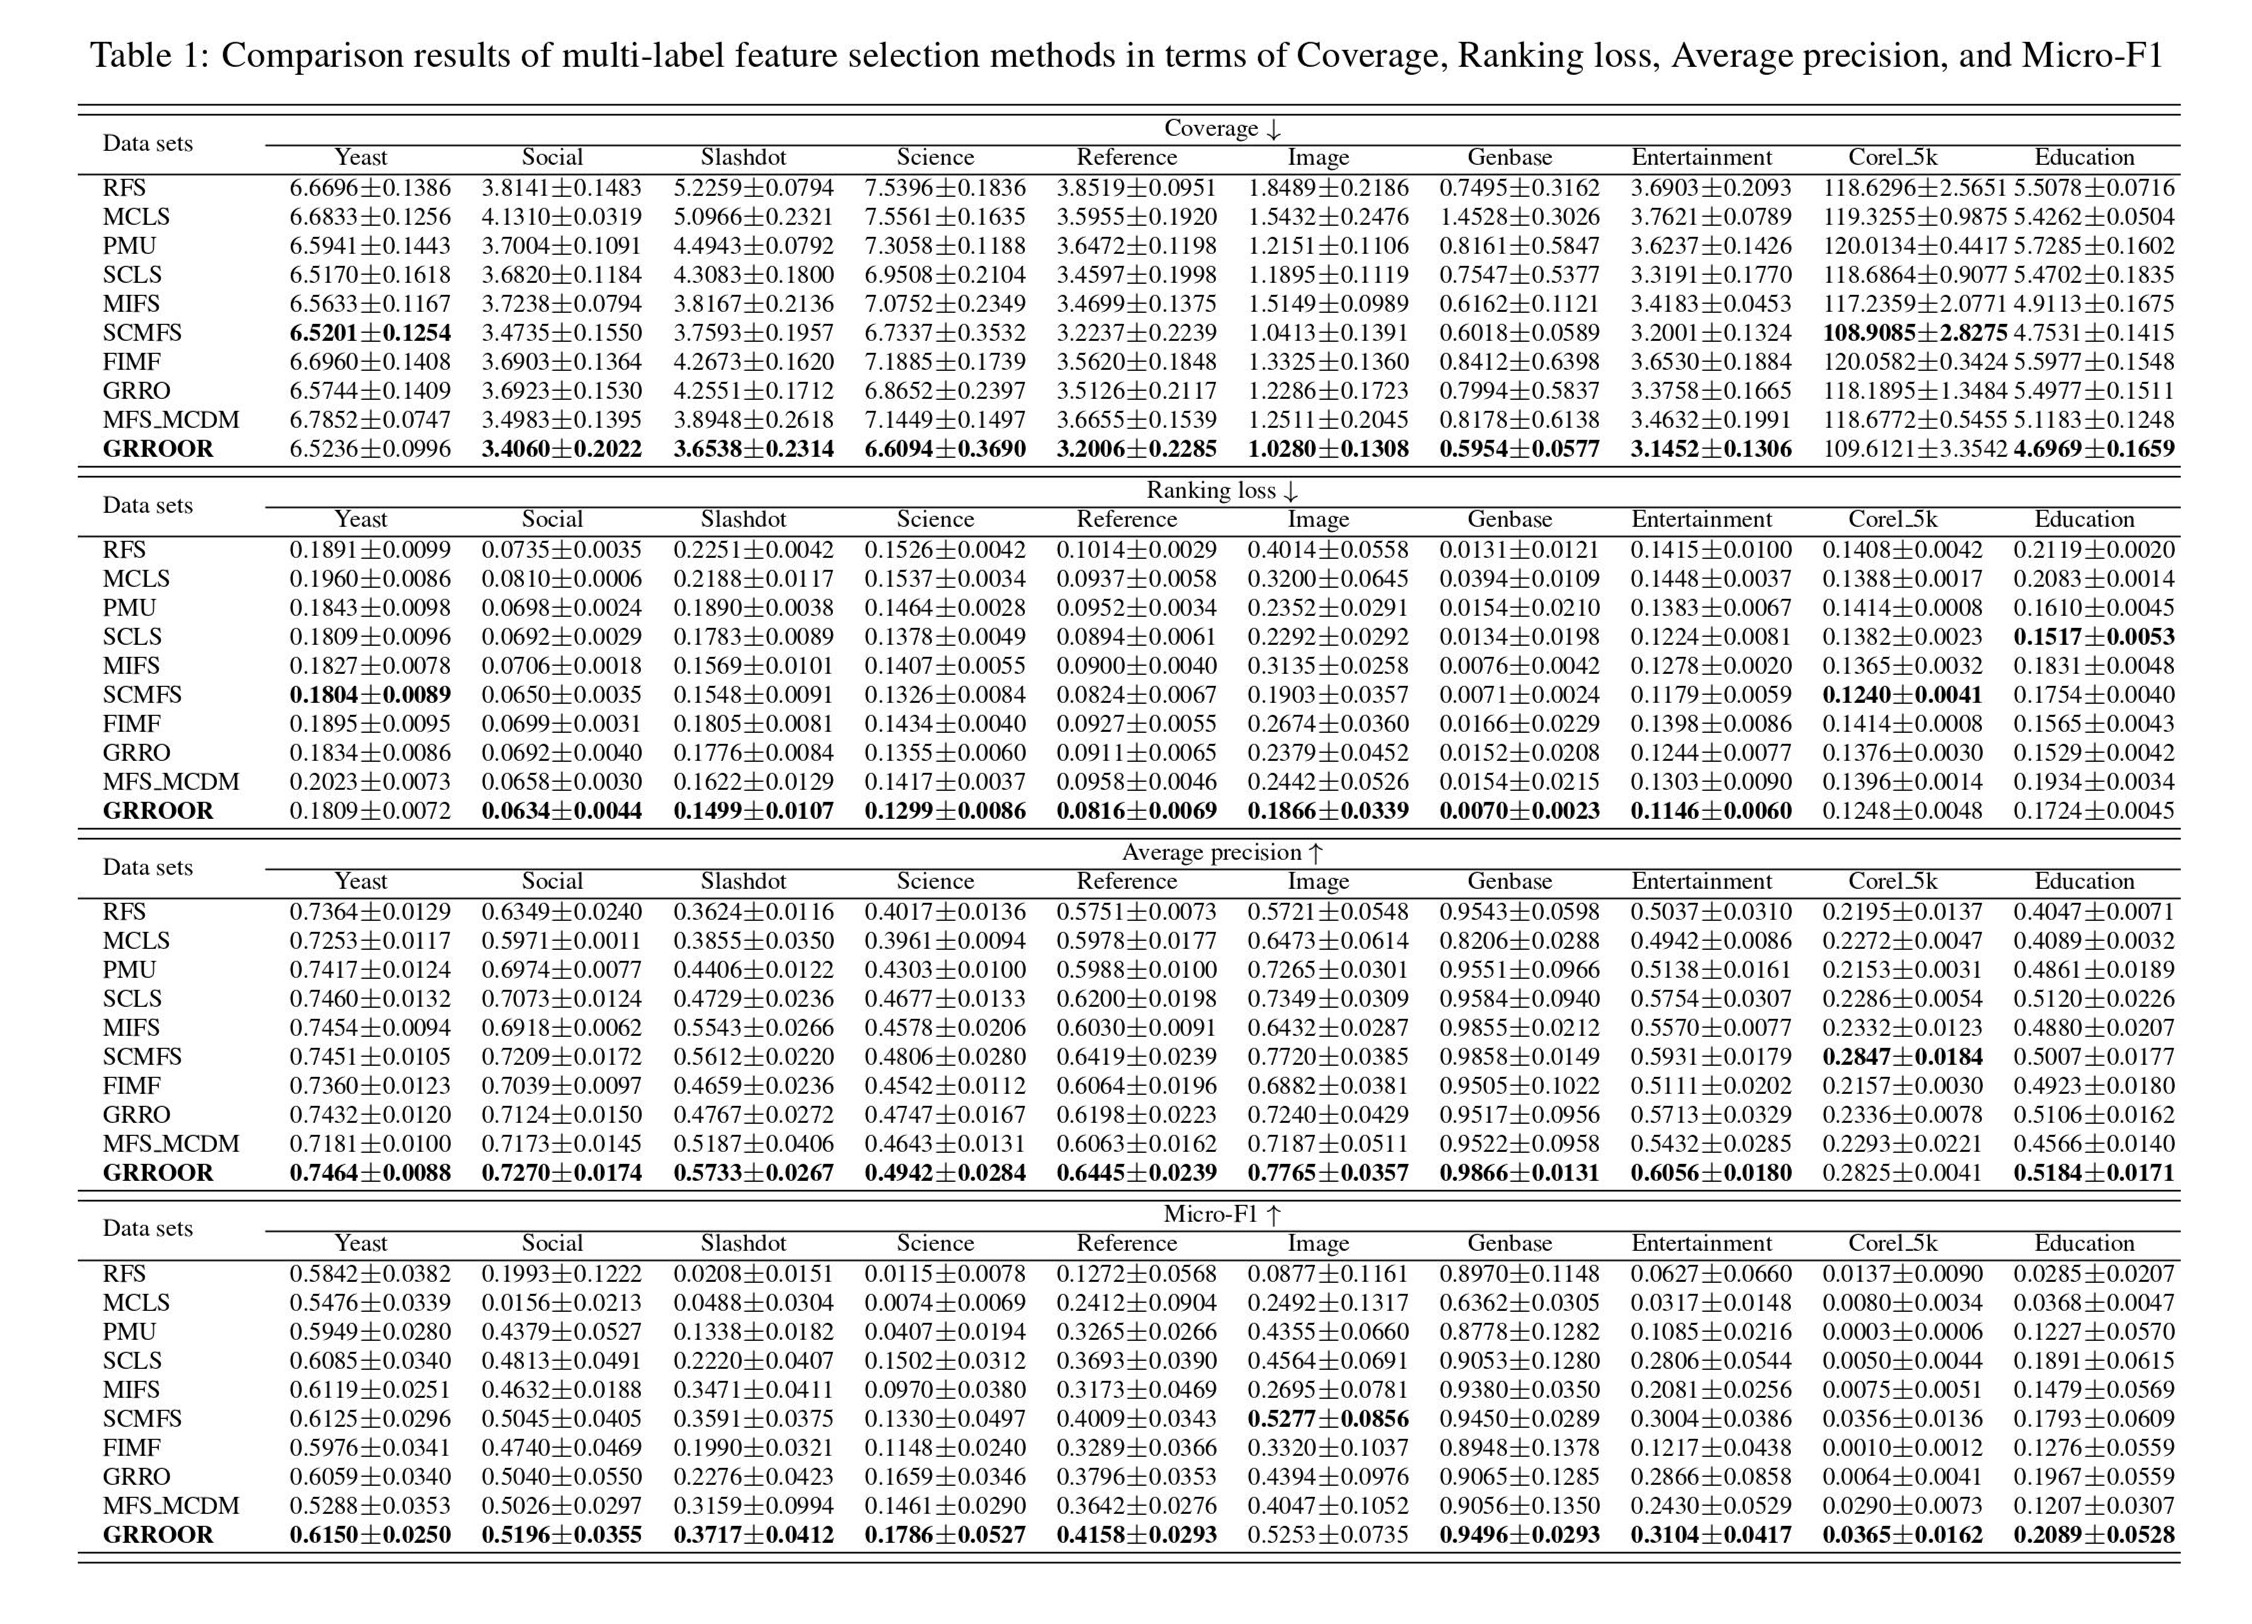 Table 1: Comparison results of multi-label feature selection methods in terms of Coverage, Ranking loss, Average precision, and Micro-F1
Data sets Coverage ↓
Yeast Social Slashdot Science Reference Image Genbase Entertainment Corel_5k Education
RFS 6.6696±0.1386 3.8141±0.1483 5.2259±0.0794 7.5396±0.1836 3.8519±0.0951 1.8489±0.2186 0.7495±0.3162 3.6903±0.2093 118.6296±2.5651 5.5078±0.0716
MCLS 6.6833±0.1256 4.1310±0.0319 5.0966±0.2321 7.5561±0.1635 3.5955±0.1920 1.5432±0.2476 1.4528±0.3026 3.7621±0.0789 119.3255±0.9875 5.4262±0.0504
PMU 6.5941±0.1443 3.7004±0.1091 4.4943±0.0792 7.3058±0.1188 3.6472±0.1198 1.2151±0.1106 0.8161±0.5847 3.6237±0.1426 120.0134±0.4417 5.7285±0.1602
SCLS 6.5170±0.1618 3.6820±0.1184 4.3083±0.1800 6.9508±0.2104 3.4597±0.1998 1.1895±0.1119 0.7547±0.5377 3.3191±0.1770 118.6864±0.9077 5.4702±0.1835
MIFS 6.5633±0.1167 3.7238±0.0794 3.8167±0.2136 7.0752±0.2349 3.4699±0.1375 1.5149±0.0989 0.6162±0.1121 3.4183±0.0453 117.2359±2.0771 4.9113±0.1675
SCMFS 6.5201±0.1254 3.4735±0.1550 3.7593±0.1957 6.7337±0.3532 3.2237±0.2239 1.0413±0.1391 0.6018±0.0589 3.2001±0.1324 108.9085±2.8275 4.7531±0.1415
FIMF 6.6960±0.1408 3.6903±0.1364 4.2673±0.1620 7.1885±0.1739 3.5620±0.1848 1.3325±0.1360 0.8412±0.6398 3.6530±0.1884 120.0582±0.3424 5.5977±0.1548
GRRO 6.5744±0.1409 3.6923±0.1530 4.2551±0.1712 6.8652±0.2397 3.5126±0.2117 1.2286±0.1723 0.7994±0.5837 3.3758±0.1665 118.1895±1.3484 5.4977±0.1511
MFS_MCDM 6.7852±0.0747 3.4983±0.1395 3.8948±0.2618 7.1449±0.1497 3.6655±0.1539 1.2511±0.2045 0.8178±0.6138 3.4632±0.1991 118.6772±0.5455 5.1183±0.1248
GRROOR 6.5236±0.0996 3.4060±0.2022 3.6538±0.2314 6.6094±0.3690 3.2006±0.2285 1.0280±0.1308 0.5954±0.0577 3.1452±0.1306 109.6121±3.3542 4.6969±0.1659
Data sets Ranking loss ↓
Yeast Social Slashdot Science Reference Image Genbase Entertainment Corel_5k Education
RFS 0.1891±0.0099 0.0735±0.0035 0.2251±0.0042 0.1526±0.0042 0.1014±0.0029 0.4014±0.0558 0.0131±0.0121 0.1415±0.0100 0.1408±0.0042 0.2119±0.0020
MCLS 0.1960±0.0086 0.0810±0.0006 0.2188±0.0117 0.1537±0.0034 0.0937±0.0058 0.3200±0.0645 0.0394±0.0109 0.1448±0.0037 0.1388±0.0017 0.2083±0.0014
PMU 0.1843±0.0098 0.0698±0.0024 0.1890±0.0038 0.1464±0.0028 0.0952±0.0034 0.2352±0.0291 0.0154±0.0210 0.1383±0.0067 0.1414±0.0008 0.1610±0.0045
SCLS 0.1809±0.0096 0.0692±0.0029 0.1783±0.0089 0.1378±0.0049 0.0894±0.0061 0.2292±0.0292 0.0134±0.0198 0.1224±0.0081 0.1382±0.0023 0.1517±0.0053
MIFS 0.1827±0.0078 0.0706±0.0018 0.1569±0.0101 0.1407±0.0055 0.0900±0.0040 0.3135±0.0258 0.0076±0.0042 0.1278±0.0020 0.1365±0.0032 0.1831±0.0048
SCMFS 0.1804±0.0089 0.0650±0.0035 0.1548±0.0091 0.1326±0.0084 0.0824±0.0067 0.1903±0.0357 0.0071±0.0024 0.1179±0.0059 0.1240±0.0041 0.1754±0.0040
FIMF 0.1895±0.0095 0.0699±0.0031 0.1805±0.0081 0.1434±0.0040 0.0927±0.0055 0.2674±0.0360 0.0166±0.0229 0.1398±0.0086 0.1414±0.0008 0.1565±0.0043
GRRO 0.1834±0.0086 0.0692±0.0040 0.1776±0.0084 0.1355±0.0060 0.0911±0.0065 0.2379±0.0452 0.0152±0.0208 0.1244±0.0077 0.1376±0.0030 0.1529±0.0042
MFS_MCDM 0.2023±0.0073 0.0658±0.0030 0.1622±0.0129 0.1417±0.0037 0.0958±0.0046 0.2442±0.0526 0.0154±0.0215 0.1303±0.0090 0.1396±0.0014 0.1934±0.0034
GRROOR 0.1809±0.0072 0.0634±0.0044 0.1499±0.0107 0.1299±0.0086 0.0816±0.0069 0.1866±0.0339 0.0070±0.0023 0.1146±0.0060 0.1248±0.0048 0.1724±0.0045
Data sets Average precision ↑
Yeast Social Slashdot Science Reference Image Genbase Entertainment Corel_5k Education
RFS 0.7364±0.0129 0.6349±0.0240 0.3624±0.0116 0.4017±0.0136 0.5751±0.0073 0.5721±0.0548 0.9543±0.0598 0.5037±0.0310 0.2195±0.0137 0.4047±0.0071
MCLS 0.7253±0.0117 0.5971±0.0011 0.3855±0.0350 0.3961±0.0094 0.5978±0.0177 0.6473±0.0614 0.8206±0.0288 0.4942±0.0086 0.2272±0.0047 0.4089±0.0032
PMU 0.7417±0.0124 0.6974±0.0077 0.4406±0.0122 0.4303±0.0100 0.5988±0.0100 0.7265±0.0301 0.9551±0.0966 0.5138±0.0161 0.2153±0.0031 0.4861±0.0189
SCLS 0.7460±0.0132 0.7073±0.0124 0.4729±0.0236 0.4677±0.0133 0.6200±0.0198 0.7349±0.0309 0.9584±0.0940 0.5754±0.0307 0.2286±0.0054 0.5120±0.0226
MIFS 0.7454±0.0094 0.6918±0.0062 0.5543±0.0266 0.4578±0.0206 0.6030±0.0091 0.6432±0.0287 0.9855±0.0212 0.5570±0.0077 0.2332±0.0123 0.4880±0.0207
SCMFS 0.7451±0.0105 0.7209±0.0172 0.5612±0.0220 0.4806±0.0280 0.6419±0.0239 0.7720±0.0385 0.9858±0.0149 0.5931±0.0179 0.2847±0.0184 0.5007±0.0177
FIMF 0.7360±0.0123 0.7039±0.0097 0.4659±0.0236 0.4542±0.0112 0.6064±0.0196 0.6882±0.0381 0.9505±0.1022 0.5111±0.0202 0.2157±0.0030 0.4923±0.0180
GRRO 0.7432±0.0120 0.7124±0.0150 0.4767±0.0272 0.4747±0.0167 0.6198±0.0223 0.7240±0.0429 0.9517±0.0956 0.5713±0.0329 0.2336±0.0078 0.5106±0.0162
MFS_MCDM 0.7181±0.0100 0.7173±0.0145 0.5187±0.0406 0.4643±0.0131 0.6063±0.0162 0.7187±0.0511 0.9522±0.0958 0.5432±0.0285 0.2293±0.0221 0.4566±0.0140
GRROOR 0.7464±0.0088 0.7270±0.0174 0.5733±0.0267 0.4942±0.0284 0.6445±0.0239 0.7765±0.0357 0.9866±0.0131 0.6056±0.0180 0.2825±0.0041 0.5184±0.0171
Data sets Micro-F1 ↑
Yeast Social Slashdot Science Reference Image Genbase Entertainment Corel_5k Education
RFS 0.5842±0.0382 0.1993±0.1222 0.0208±0.0151 0.0115±0.0078 0.1272±0.0568 0.0877±0.1161 0.8970±0.1148 0.0627±0.0660 0.0137±0.0090 0.0285±0.0207
MCLS 0.5476±0.0339 0.0156±0.0213 0.0488±0.0304 0.0074±0.0069 0.2412±0.0904 0.2492±0.1317 0.6362±0.0305 0.0317±0.0148 0.0080±0.0034 0.0368±0.0047
PMU 0.5949±0.0280 0.4379±0.0527 0.1338±0.0182 0.0407±0.0194 0.3265±0.0266 0.4355±0.0660 0.8778±0.1282 0.1085±0.0216 0.0003±0.0006 0.1227±0.0570
SCLS 0.6085±0.0340 0.4813±0.0491 0.2220±0.0407 0.1502±0.0312 0.3693±0.0390 0.4564±0.0691 0.9053±0.1280 0.2806±0.0544 0.0050±0.0044 0.1891±0.0615
MIFS 0.6119±0.0251 0.4632±0.0188 0.3471±0.0411 0.0970±0.0380 0.3173±0.0469 0.2695±0.0781 0.9380±0.0350 0.2081±0.0256 0.0075±0.0051 0.1479±0.0569
SCMFS 0.6125±0.0296 0.5045±0.0405 0.3591±0.0375 0.1330±0.0497 0.4009±0.0343 0.5277±0.0856 0.9450±0.0289 0.3004±0.0386 0.0356±0.0136 0.1793±0.0609
FIMF 0.5976±0.0341 0.4740±0.0469 0.1990±0.0321 0.1148±0.0240 0.3289±0.0366 0.3320±0.1037 0.8948±0.1378 0.1217±0.0438 0.0010±0.0012 0.1276±0.0559
GRRO 0.6059±0.0340 0.5040±0.0550 0.2276±0.0423 0.1659±0.0346 0.3796±0.0353 0.4394±0.0976 0.9065±0.1285 0.2866±0.0858 0.0064±0.0041 0.1967±0.0559
MFS_MCDM 0.5288±0.0353 0.5026±0.0297 0.3159±0.0994 0.1461±0.0290 0.3642±0.0276 0.4047±0.1052 0.9056±0.1350 0.2430±0.0529 0.0290±0.0073 0.1207±0.0307
GRROOR 0.6150±0.0250 0.5196±0.0355 0.3717±0.0412 0.1786±0.0527 0.4158±0.0293 0.5253±0.0735 0.9496±0.0293 0.3104±0.0417 0.0365±0.0162 0.2089±0.0528